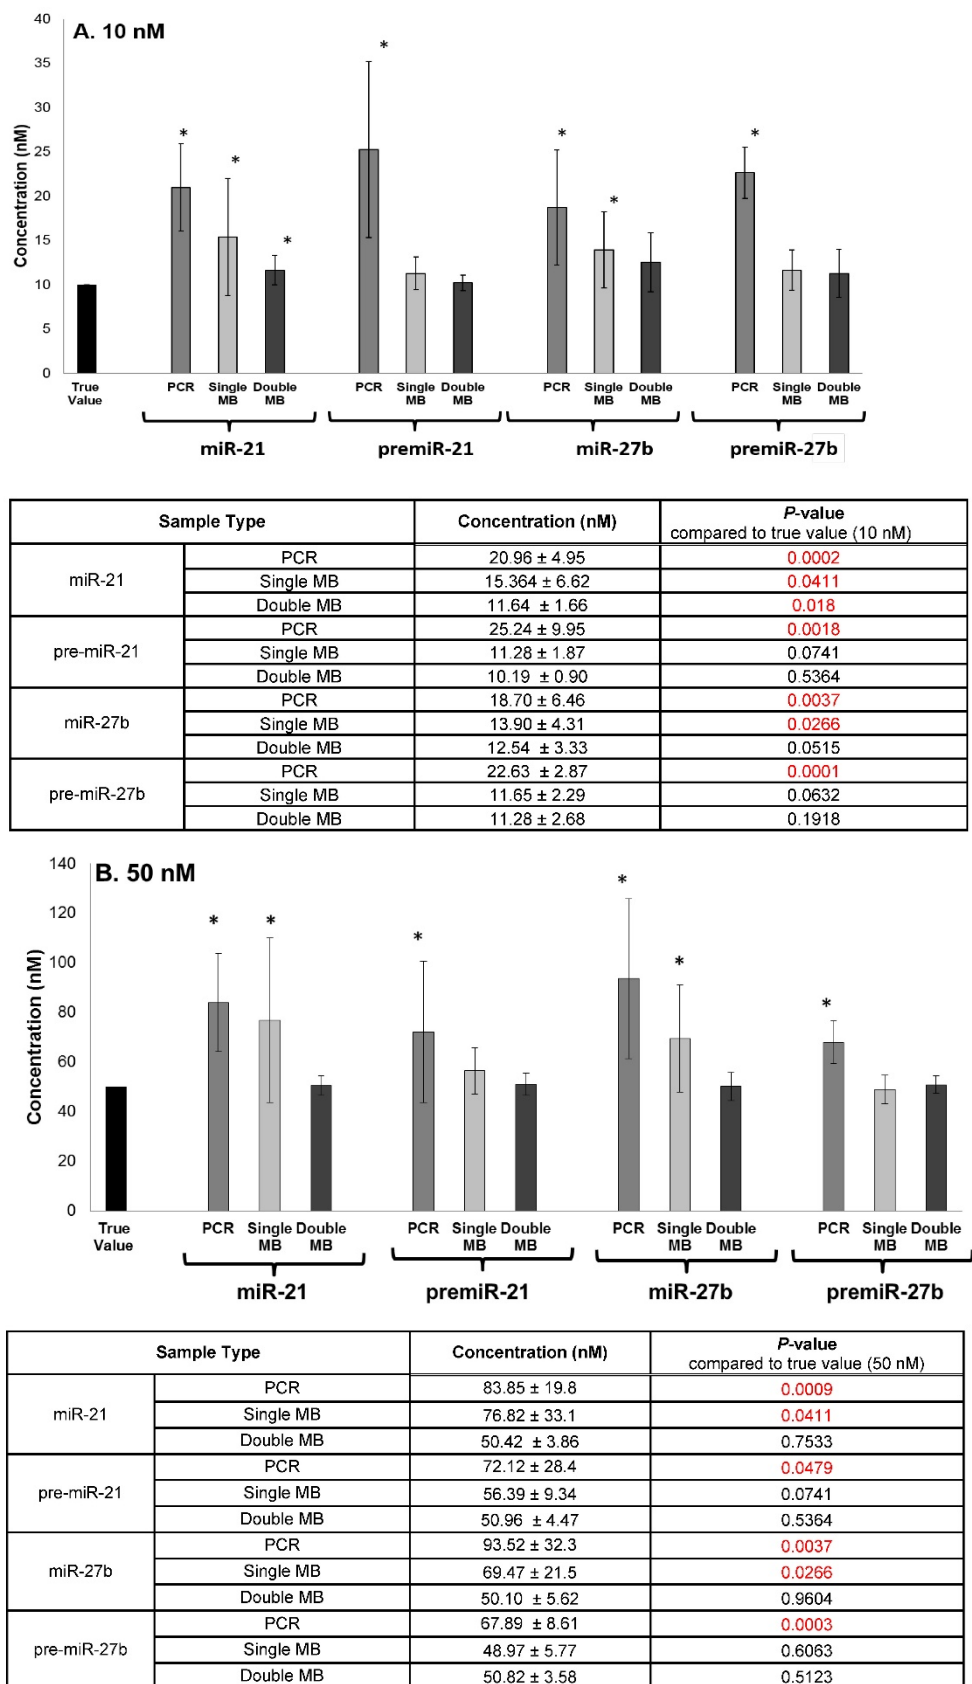 A. 10 nM
Concentration (nM)
40
35
30
25
20
15
10
5
0
* * * * * * *
True Value PCR Single MB Double MB PCR Single MB Double MB PCR Single MB Double MB PCR Single MB Double MB
miR-21 premiR-21 miR-27b premiR-27b
Sample Type Concentration (nM) P-value compared to true value (10 nM)
miR-21 PCR 20.96 ± 4.95 0.0002
Single MB 15.364 ± 6.62 0.0411
Double MB 11.64 ± 1.66 0.018
pre-miR-21 PCR 25.24 ± 9.95 0.0018
Single MB 11.28 ± 1.87 0.0741
Double MB 10.19 ± 0.90 0.5364
miR-27b PCR 18.70 ± 6.46 0.0037
Single MB 13.90 ± 4.31 0.0266
Double MB 12.54 ± 3.33 0.0515
pre-miR-27b PCR 22.63 ± 2.87 0.0001
Single MB 11.65 ± 2.29 0.0632
Double MB 11.28 ± 2.68 0.1918
B. 50 nM
Concentration (nM)
140
120
100
80
60
40
20
0
* * * * * *
True Value PCR Single MB Double MB PCR Single MB Double MB PCR Single MB Double MB PCR Single MB Double MB
miR-21 premiR-21 miR-27b premiR-27b
Sample Type Concentration (nM) P-value compared to true value (50 nM)
miR-21 PCR 83.85 ± 19.8 0.0009
Single MB 76.82 ± 33.1 0.0411
Double MB 50.42 ± 3.86 0.7533
pre-miR-21 PCR 72.12 ± 28.4 0.0479
Single MB 56.39 ± 9.34 0.0741
Double MB 50.96 ± 4.47 0.5364
miR-27b PCR 93.52 ± 32.3 0.0037
Single MB 69.47 ± 21.5 0.0266
Double MB 50.10 ± 5.62 0.9604
pre-miR-27b PCR 67.89 ± 8.61 0.0003
Single MB 48.97 ± 5.77 0.6063
Double MB 50.82 ± 3.58 0.5123